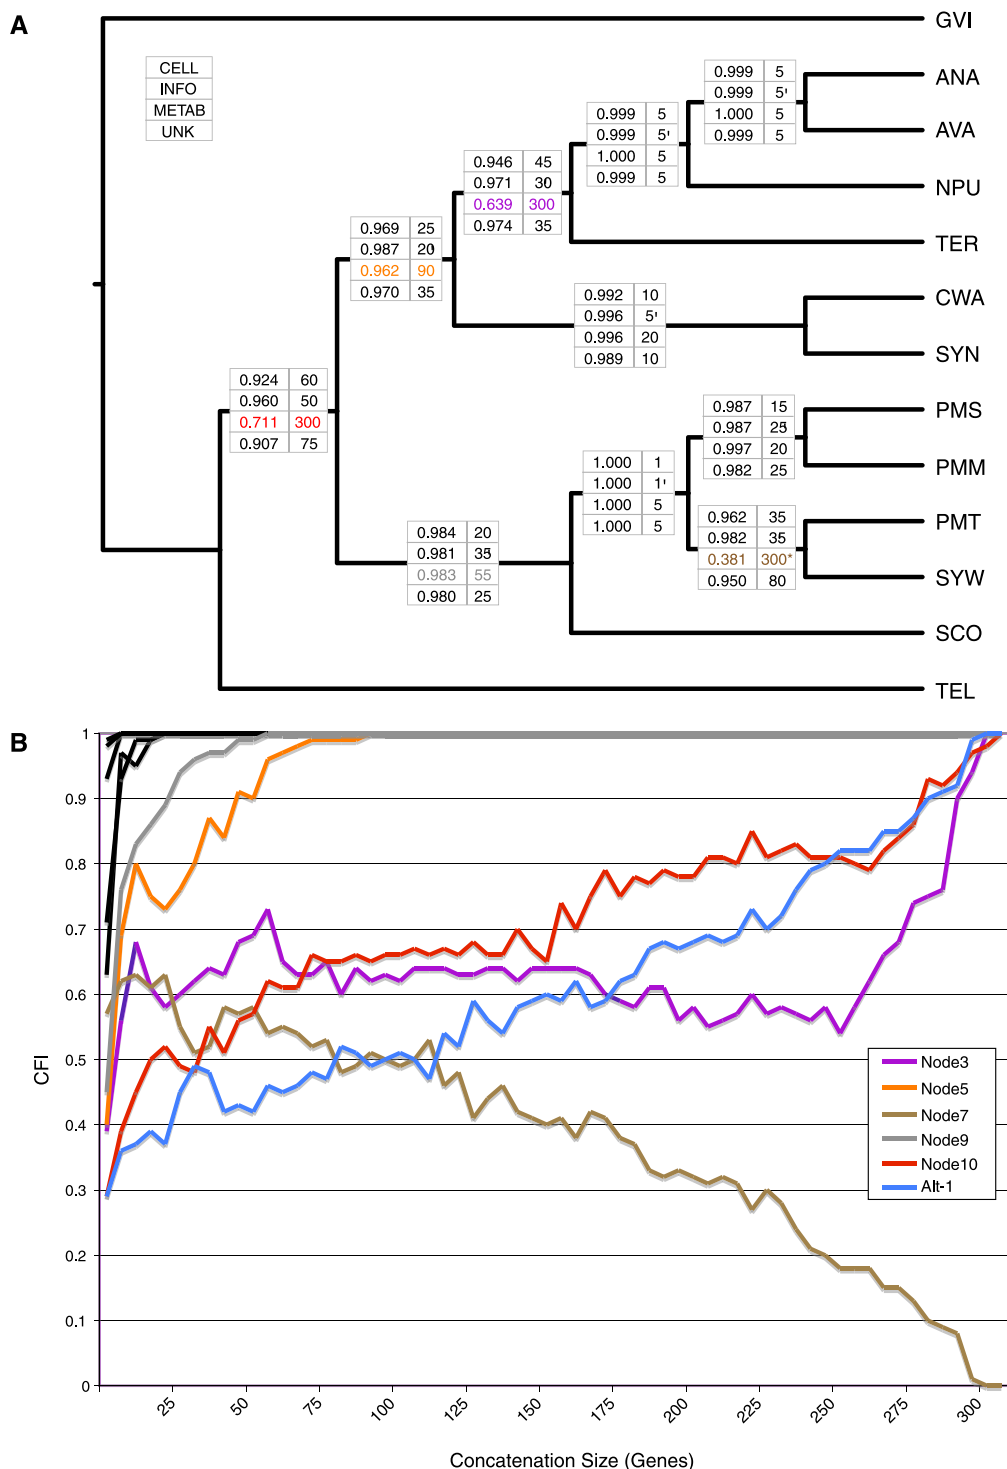 A
GVI
CELL
INFO
METAB
UNK
0.999 5
0.999 5'
1.000 5
0.999 5
ANA
AVA
0.999 5
0.999 5'
1.000 5
0.999 5
NPU
0.946 45
0.971 30
0.639 300
0.974 35
TER
0.969 25
0.987 20
0.962 90
0.970 35
0.992 10
0.996 5'
0.996 20
0.989 10
CWA
SYN
0.924 60
0.960 50
0.711 300
0.907 75
0.987 15
0.987 25
0.997 20
0.982 25
PMS
PMM
1.000 1
1.000 1'
1.000 5
1.000 5
0.962 35
0.982 35
0.381 300*
0.950 80
PMT
SYW
0.984 20
0.981 35
0.983 55
0.980 25
SCO
TEL
B
1
0.9
0.8
0.7
0.6
0.5
0.4
0.3
0.2
0.1
0
CFI
Node3
Node5
Node7
Node9
Node10
Alt-1
25 50 75 100 125 150 175 200 225 250 275 300
Concatenation Size (Genes)